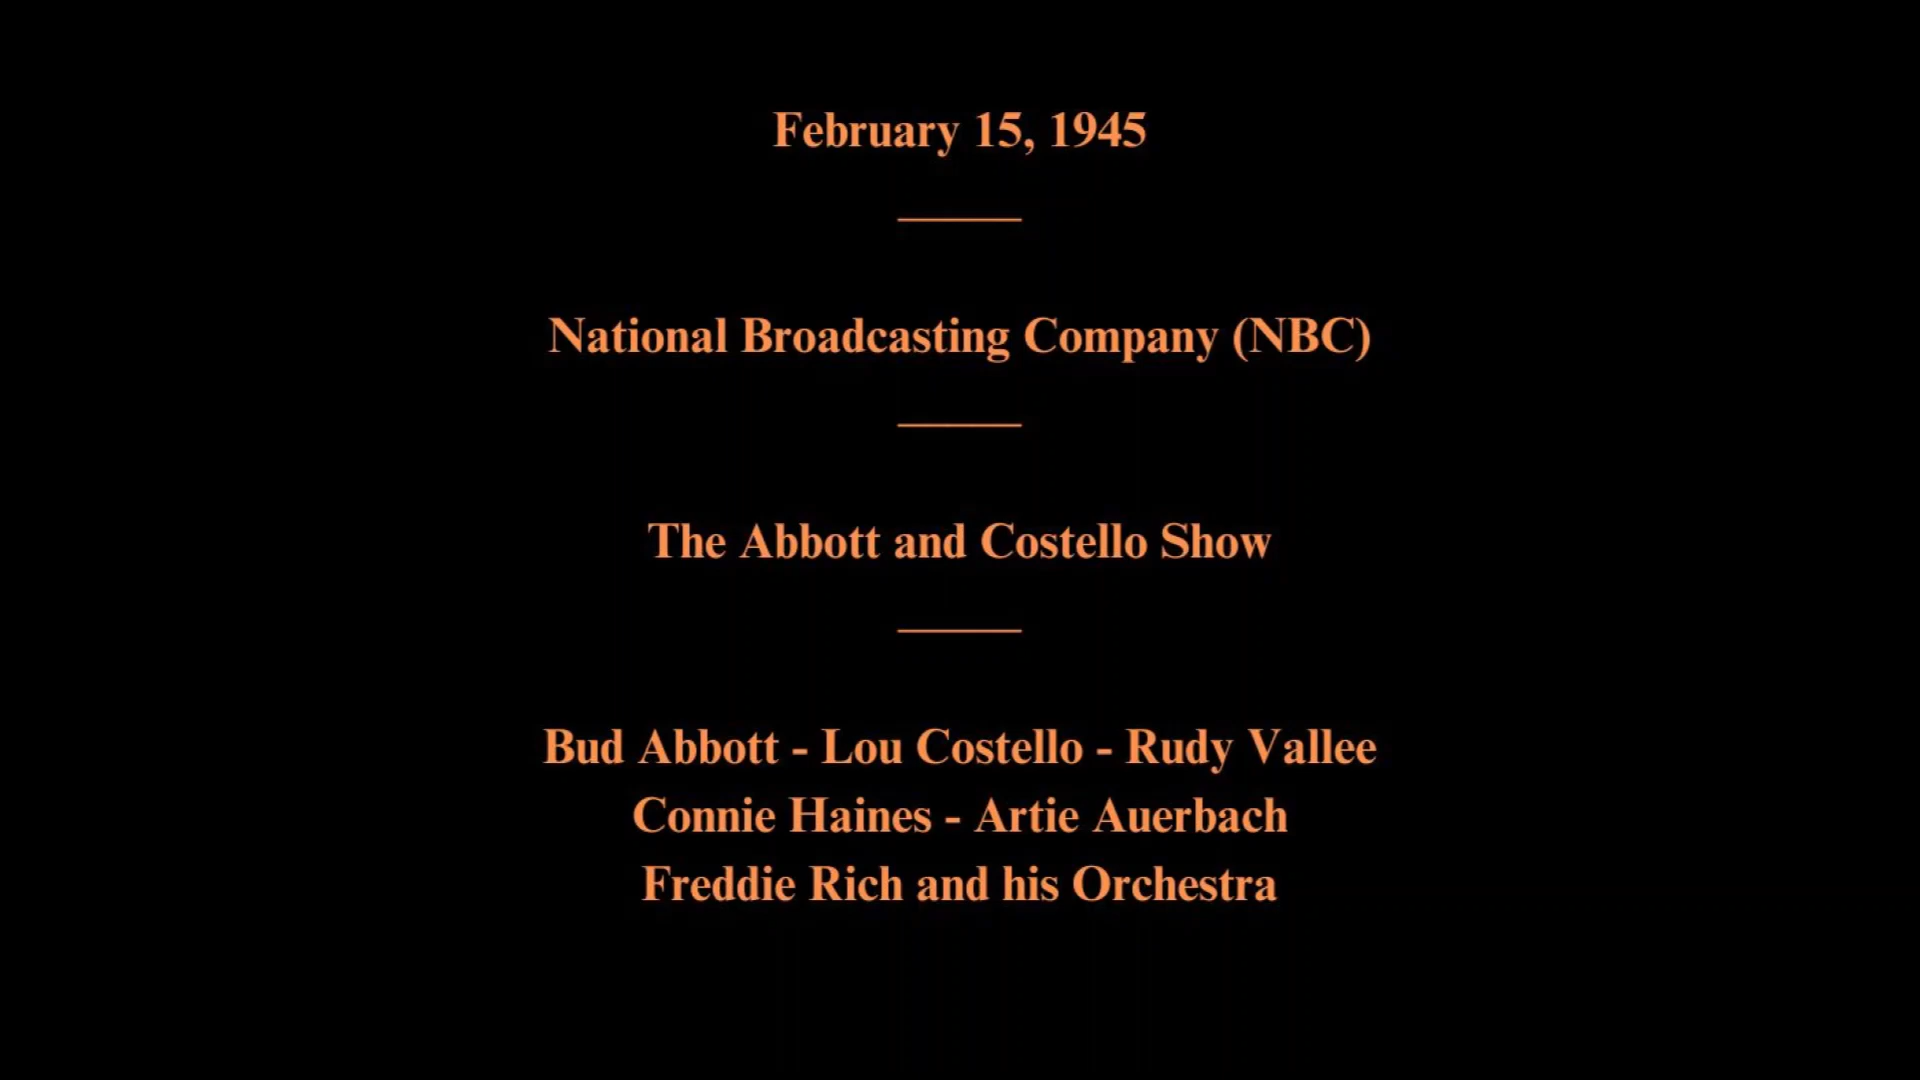 February 15, 1945
National Broadcasting Company (NBC)
The Abbott and Costello Show
Bud Abbott - Lou Costello - Rudy Vallee
Connie Haines - Artie Auerbach
Freddie Rich and his Orchestra